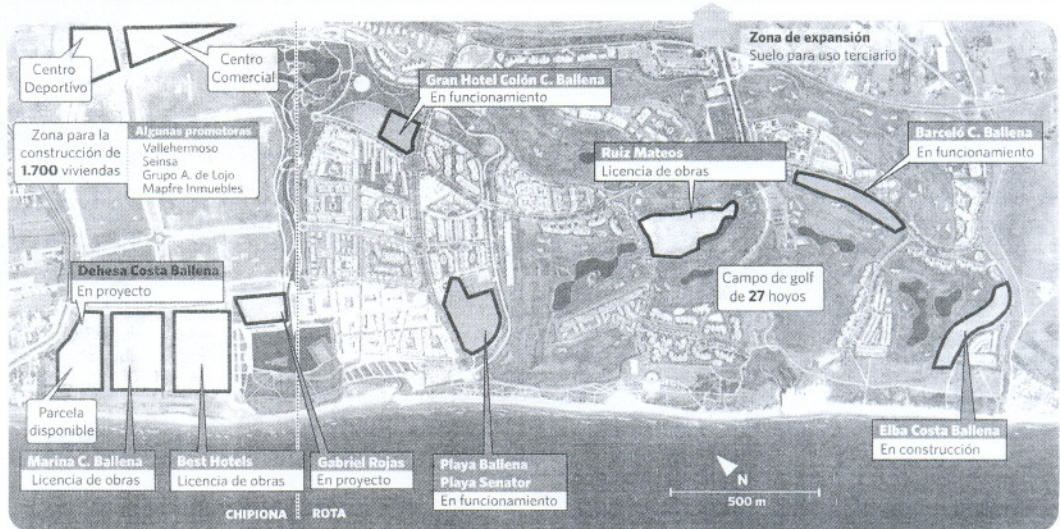 Centro
Deportivo
Centro
Comercial
Zona de expansión
Suelo para uso terciario
Gran Hotel Colón C. Ballena
En funcionamiento
Zona para la
construcción de
1.700 viviendas
Algunas promotoras
Vallehermoso
Seinsa
Grupo A. de Lojo
Mapfre Inmuebles
Ruiz Mateos
Licencia de obras
Barceló C. Ballena
En funcionamiento
Dehesa Costa Ballena
En proyecto
Campo de golf
de 27 hoyos
Parcela
disponible
Marina C. Ballena
Licencia de obras
Best Hotels
Licencia de obras
Gabriel Rojas
En proyecto
Playa Ballena
Playa Senator
En funcionamiento
Elba Costa Ballena
En construcción
N
500 m
CHIPIONA
ROTA